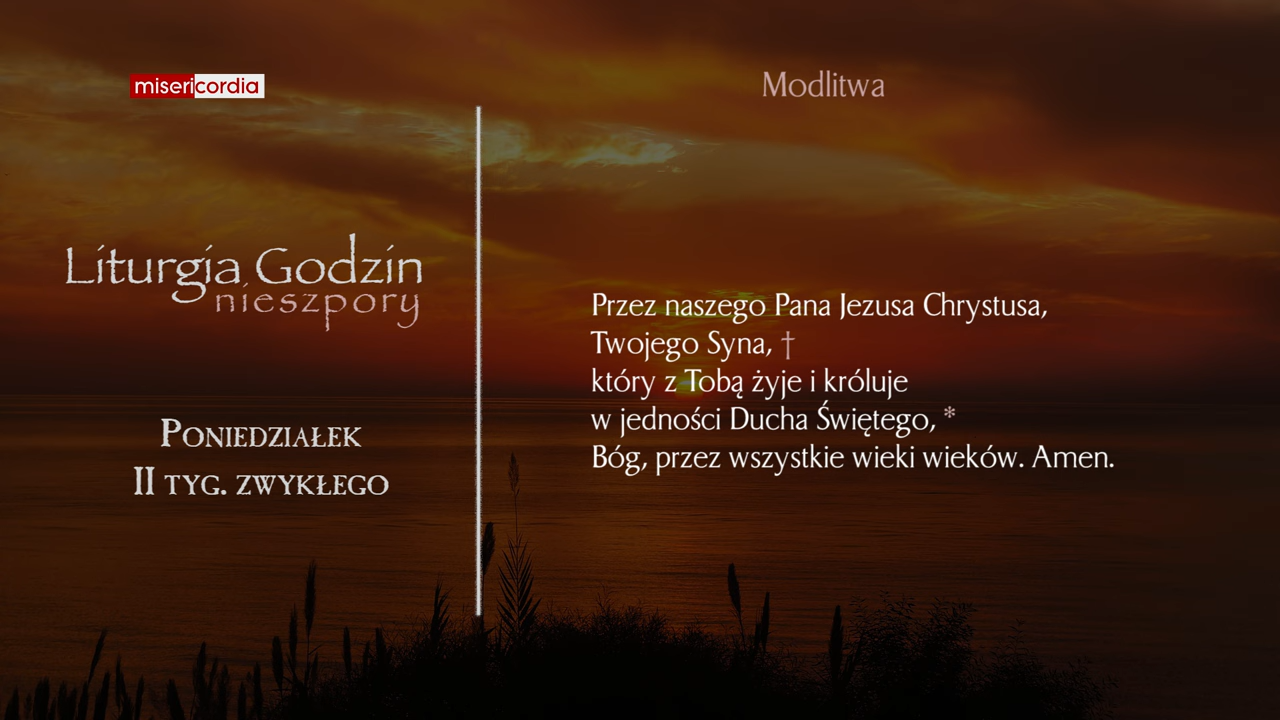 misericordia
Liturgia Godzin
nieszpory
Poniedziałek
II tyg. zwykłego
Modlitwa
Przez naszego Pana Jezusa Chrystusa,
Twojego Syna, †
który z Tobą żyje i króluje
w jedności Ducha Świętego, *
Bóg, przez wszystkie wieki wieków. Amen.